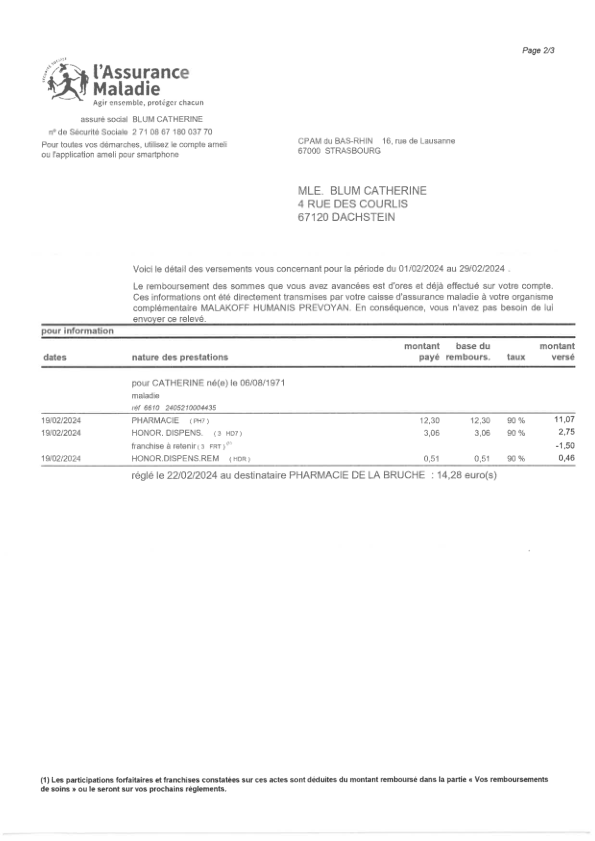 Page 2/3
SÉCURITÉ SOCIALE
l'Assurance
Maladie
Agir ensemble, protéger chacun
assuré social BLUM CATHERINE
nº de Sécurité Sociale 2 71 08 67 180 037 70
Pour toutes vos démarches, utilisez le compte ameli
ou l'application ameli pour smartphone
CPAM du BAS-RHIN 16, rue de Lausanne
67000 STRASBOURG
MLE. BLUM CATHERINE
4 RUE DES COURLIS
67120 DACHSTEIN
Voici le détail des versements vous concernant pour la période du 01/02/2024 au 29/02/2024 .
Le remboursement des sommes que vous avez avancées est d'ores et déjà effectué sur votre compte.
Ces informations ont été directement transmises par votre caisse d'assurance maladie à votre organisme
complémentaire MALAKOFF HUMANIS PREVOYAN. En conséquence, vous n'avez pas besoin de lui
envoyer ce relevé.
pour information
dates nature des prestations montant payé base du rembours. taux montant versé
pour CATHERINE né(e) le 06/08/1971
maladie
réf 6610 2405210004435
19/02/2024 PHARMACIE (PH7) 12,30 12,30 90 % 11,07
19/02/2024 HONOR. DISPENS. (3 HD7) 3,06 3,06 90 % 2,75
franchise à retenir (3 FRT) (1) -1,50
19/02/2024 HONOR.DISPENS.REM (HDR) 0,51 0,51 90 % 0,46
réglé le 22/02/2024 au destinataire PHARMACIE DE LA BRUCHE : 14,28 euro(s)
(1) Les participations forfaitaires et franchises constatées sur ces actes sont déduites du montant remboursé dans la partie « Vos remboursements
de soins » ou le seront sur vos prochains règlements.